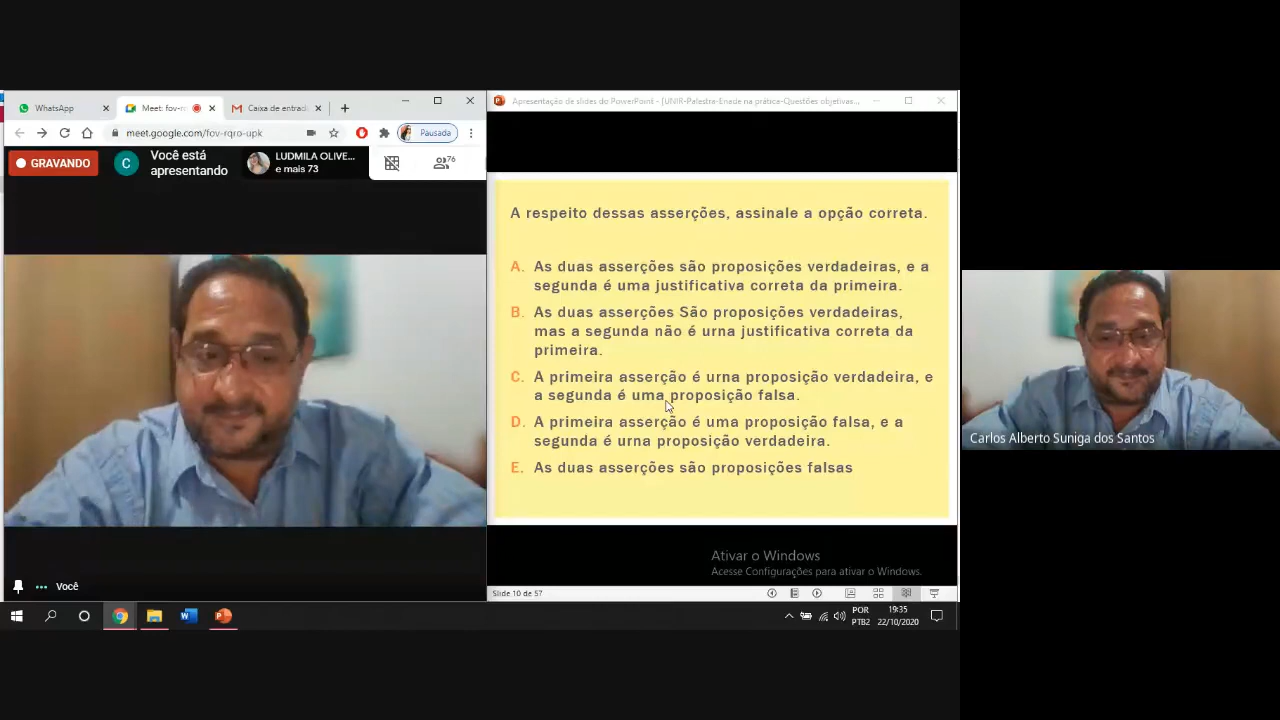 WhatsApp
Meet: fov-r
Caixa de entrad
Apresentação de slides do PowerPoint - [UNIR-Palestra-Enade na prática-Questões objetivas...
meet.google.com/fov-rqro-upk
Pausada
GRAVANDO
C
Você está
apresentando
LUDMILA OLIVE...
e mais 73
76
A respeito dessas asserções, assinale a opção correta.
A. As duas asserções são proposições verdadeiras, e a
segunda é uma justificativa correta da primeira.
B. As duas asserções São proposições verdadeiras,
mas a segunda não é urna justificativa correta da
primeira.
C. A primeira asserção é urna proposição verdadeira, e
a segunda é uma proposição falsa.
D. A primeira asserção é uma proposição falsa, e a
segunda é urna proposição verdadeira.
E. As duas asserções são proposições falsas
Carlos Alberto Suniga dos Santos
Ativar o Windows
Acesse Configurações para ativar o Windows.
Você
Slide 10 de 57
POR
PTB2
19:35
22/10/2020